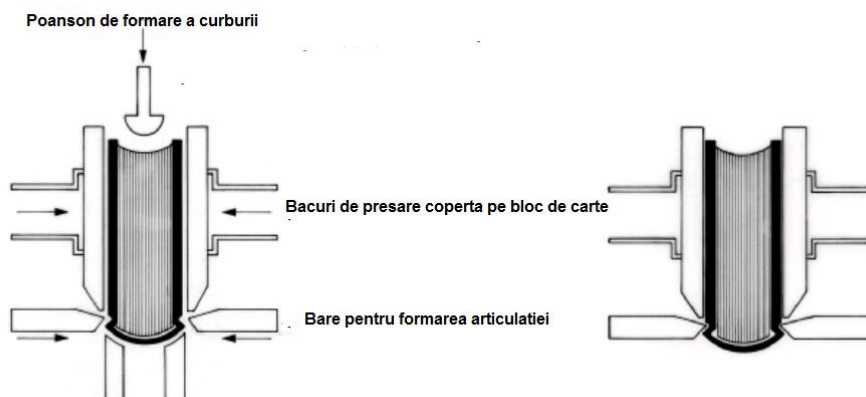 Poanson de formare a curburii
Bacuri de presare coperta pe bloc de carte
Bare pentru formarea articulatiei